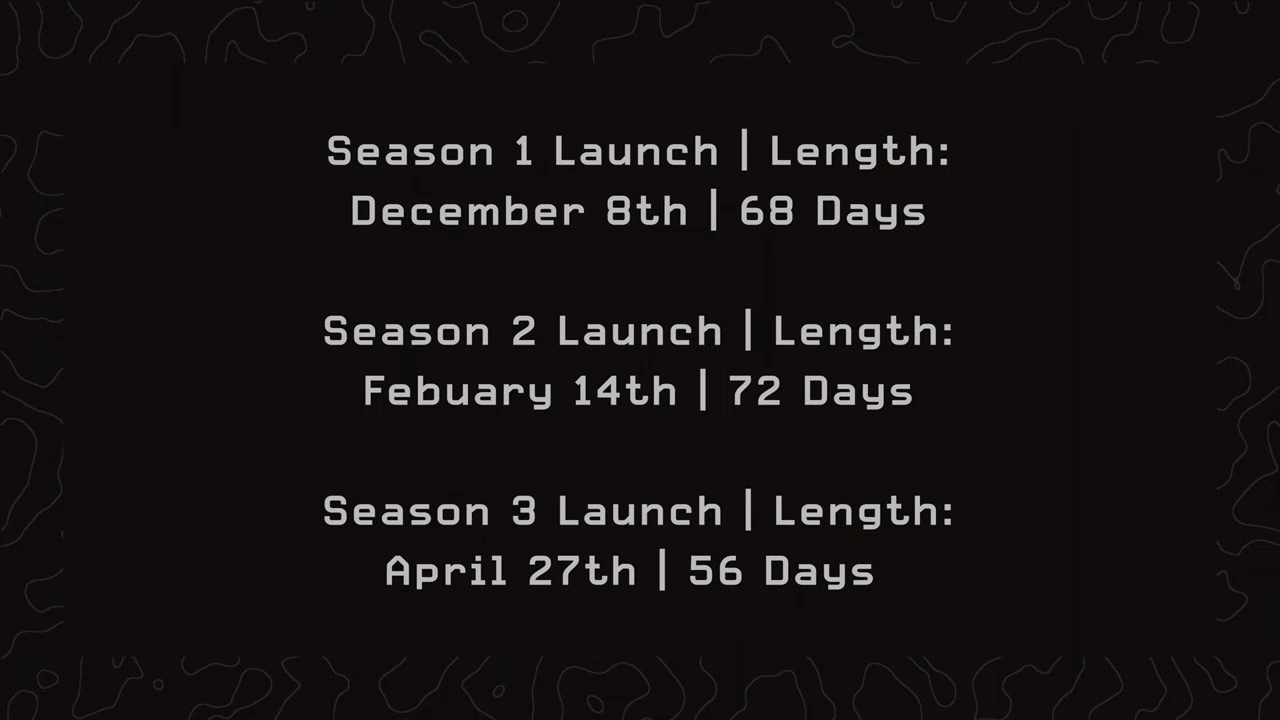 Season 1 Launch | Length:
December 8th | 68 Days
Season 2 Launch | Length:
Febuary 14th | 72 Days
Season 3 Launch | Length:
April 27th | 56 Days